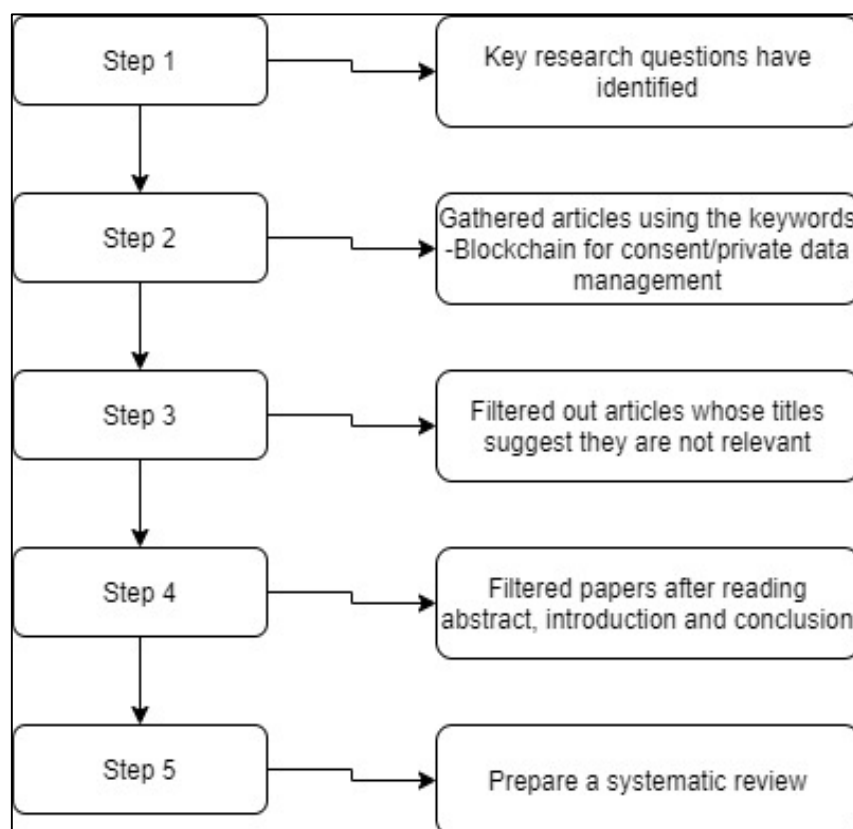 Step 1
Key research questions have
identified
Step 2
Gathered articles using the keywords
-Blockchain for consent/private data
management
Step 3
Filtered out articles whose titles
suggest they are not relevant
Step 4
Filtered papers after reading
abstract, introduction and conclusion
Step 5
Prepare a systematic review